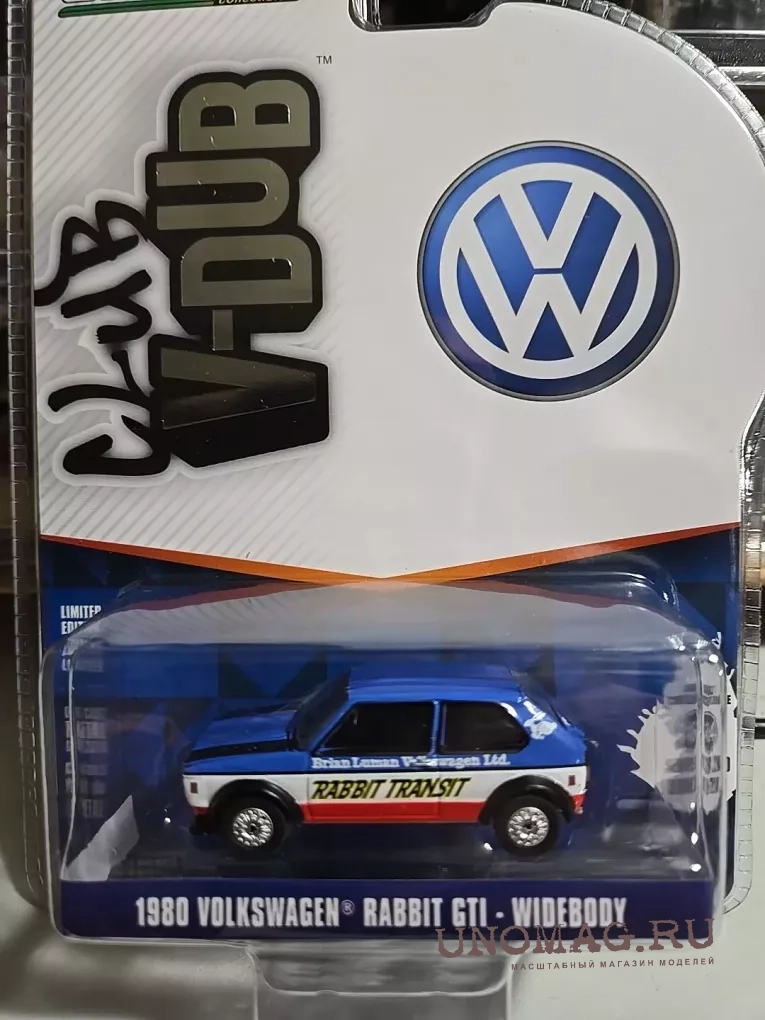 TM
CLUB
V-DUB
LIMITED
Brian Luman Volkswagen Ltd.
RABBIT TRANSIT
1980 VOLKSWAGEN® RABBIT GTI - WIDEBODY
UNOMAG.RU
МАСШТАБНЫЙ МАГАЗИН МОДЕЛЕЙ